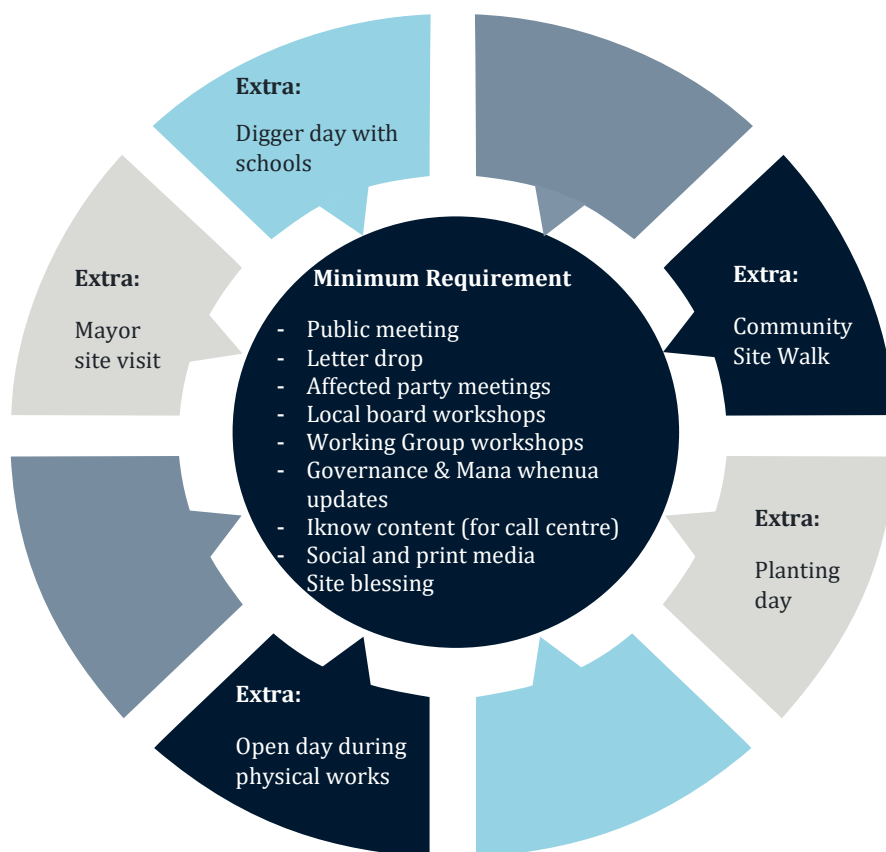 Extra:
Digger day with
schools
Extra:
Mayor
site visit
Minimum Requirement
- Public meeting
- Letter drop
- Affected party meetings
- Local board workshops
- Working Group workshops
- Governance & Mana whenua
updates
- Iknow content (for call centre)
- Social and print media
Site blessing
Extra:
Community
Site Walk
Extra:
Planting
day
Extra:
Open day during
physical works